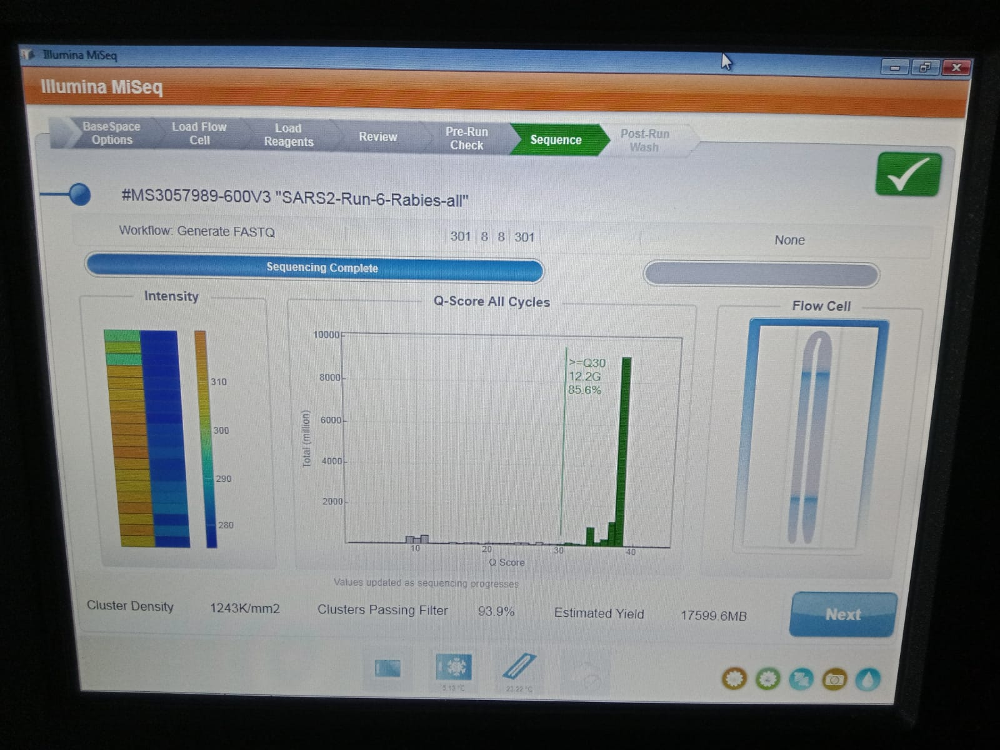 Illumina MiSeq
Illumina MiSeq
BaseSpace Options
Load Flow Cell
Load Reagents
Review
Pre-Run Check
Sequence
Post-Run Wash
#MS3057989-600V3 "SARS2-Run-6-Rabies-all"
Workflow: Generate FASTQ
301 | 8 | 8 | 301
None
Sequencing Complete
Intensity
310
300
290
280
Q-Score All Cycles
10000
8000
6000
4000
2000
Total (million)
>=Q30
12.2G
85.6%
10
20
30
40
Q Score
Flow Cell
Values updated as sequencing progresses
Cluster Density 1243K/mm2 Clusters Passing Filter 93.9% Estimated Yield 17599.6MB
Next
5.13 °C
23.22 °C